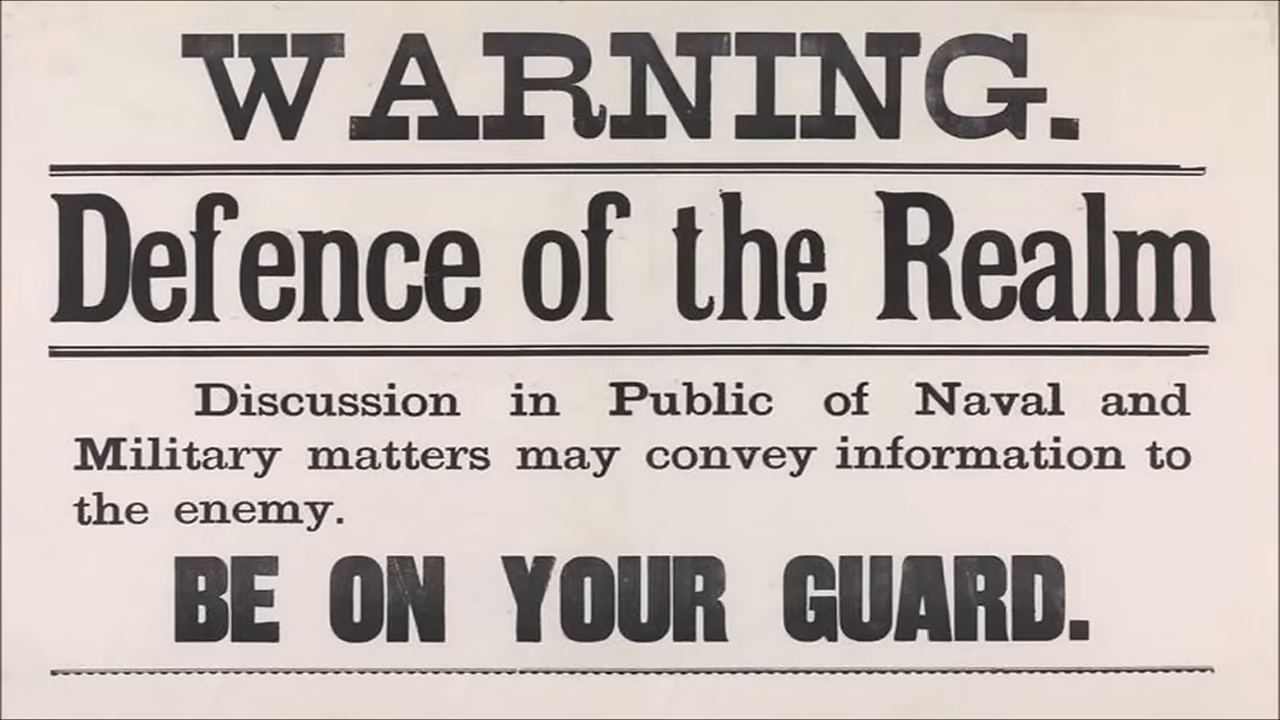 WARNING.
Defence of the Realm
Discussion in Public of Naval and
Military matters may convey information to
the enemy.
BE ON YOUR GUARD.